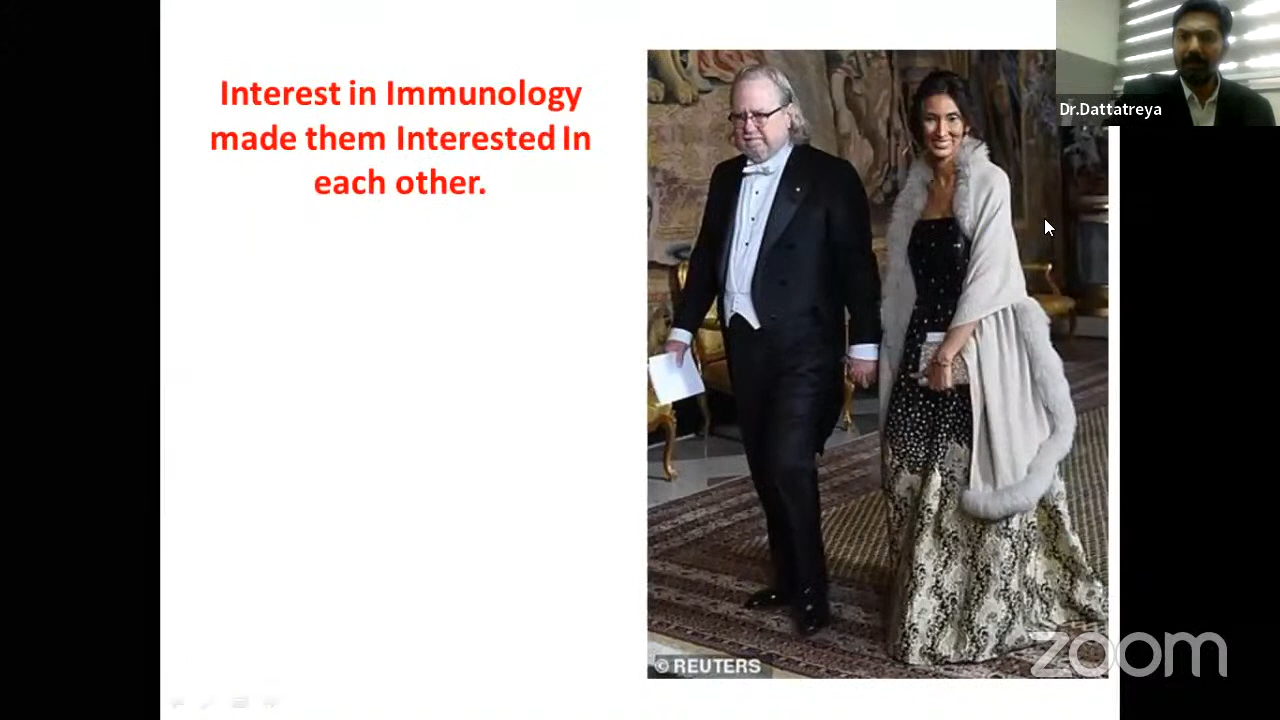 Interest in Immunology
made them Interested In
each other.
Dr.Dattatreya
© REUTERS
zoom